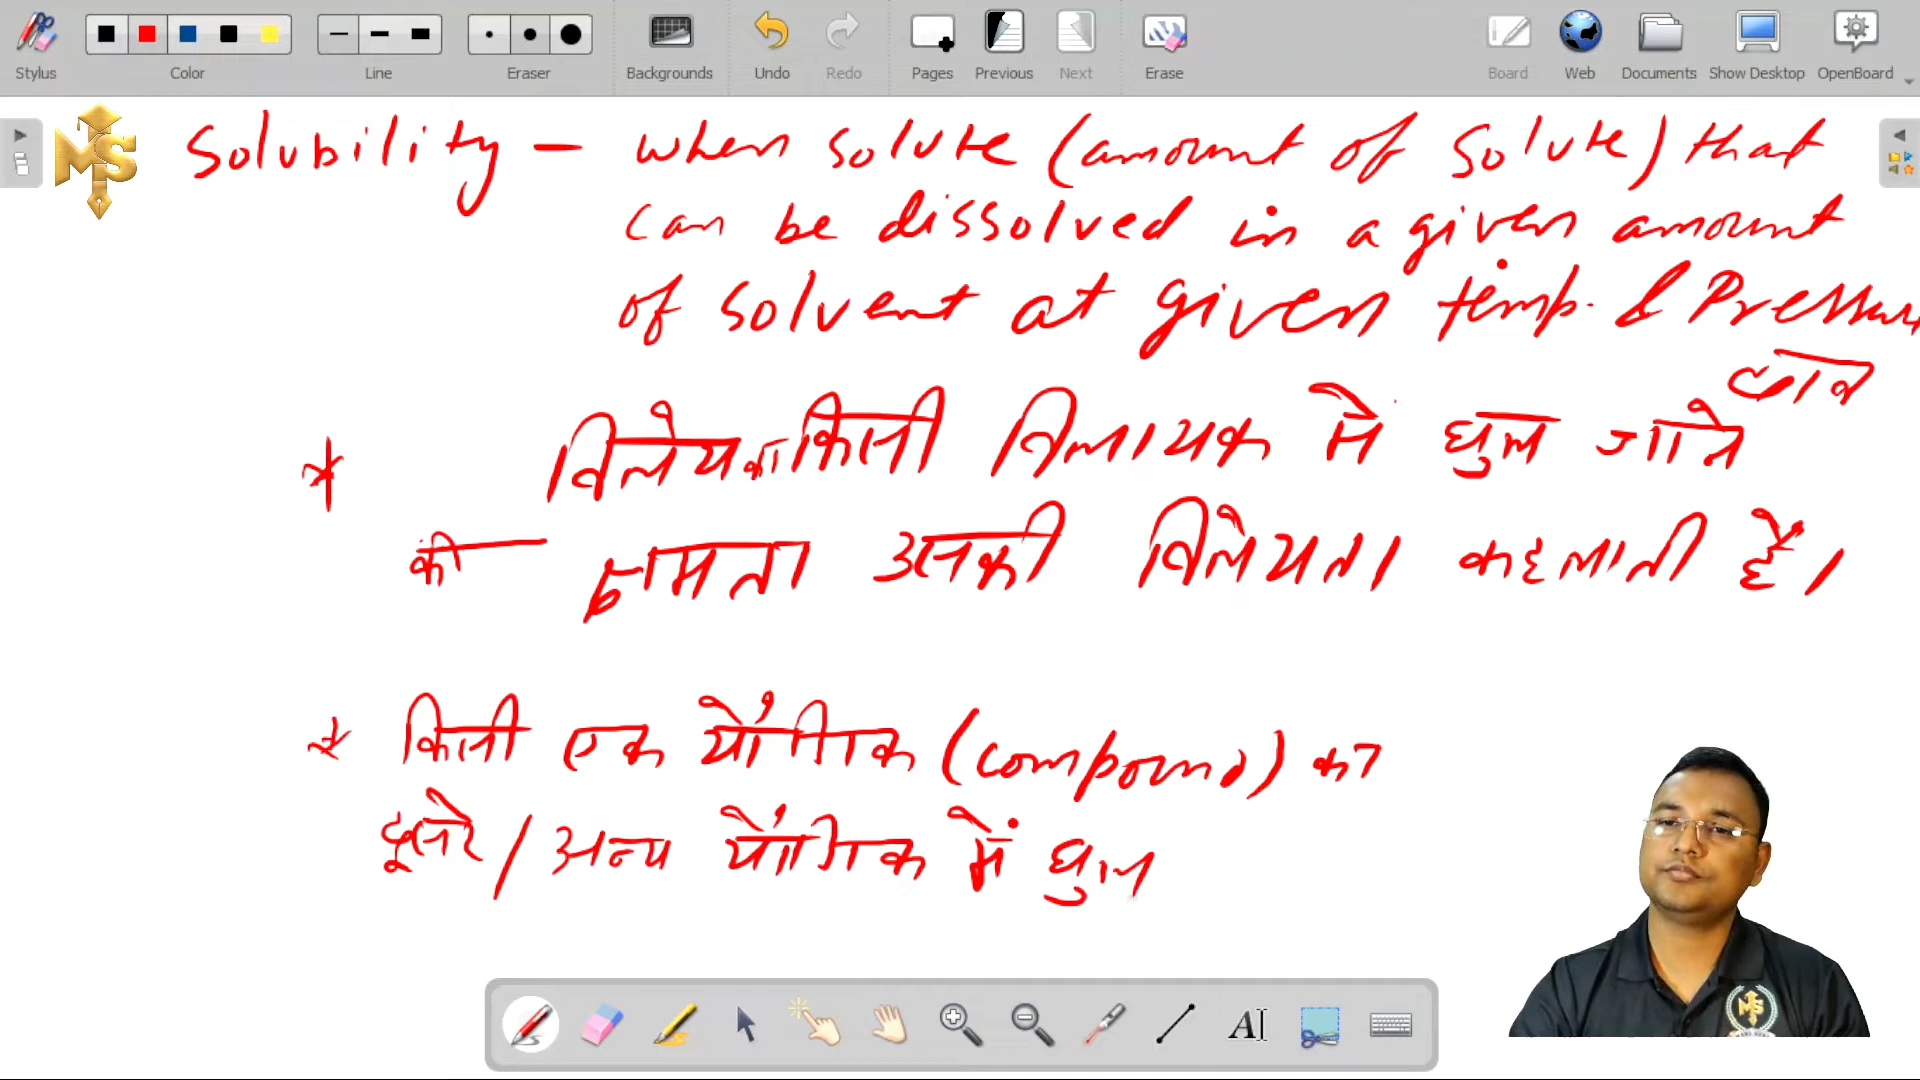 Stylus
Color
Line
Eraser
Backgrounds
Undo
Redo
Pages
Previous
Next
Erase
Board
Web
Documents
Show Desktop
OpenBoard
MS
Solubility - when solute (amount of solute) that
can be dissolved in a given amount
of solvent at given temp. & Pressure
दाब
* विलेय का किसी विलायक में घुल जाने
की क्षमता उसकी विलेयता कहलाती है।
* किसी एक यौगिक (compound) का
दूसरे / अन्य यौगिक में घुल
A
MS